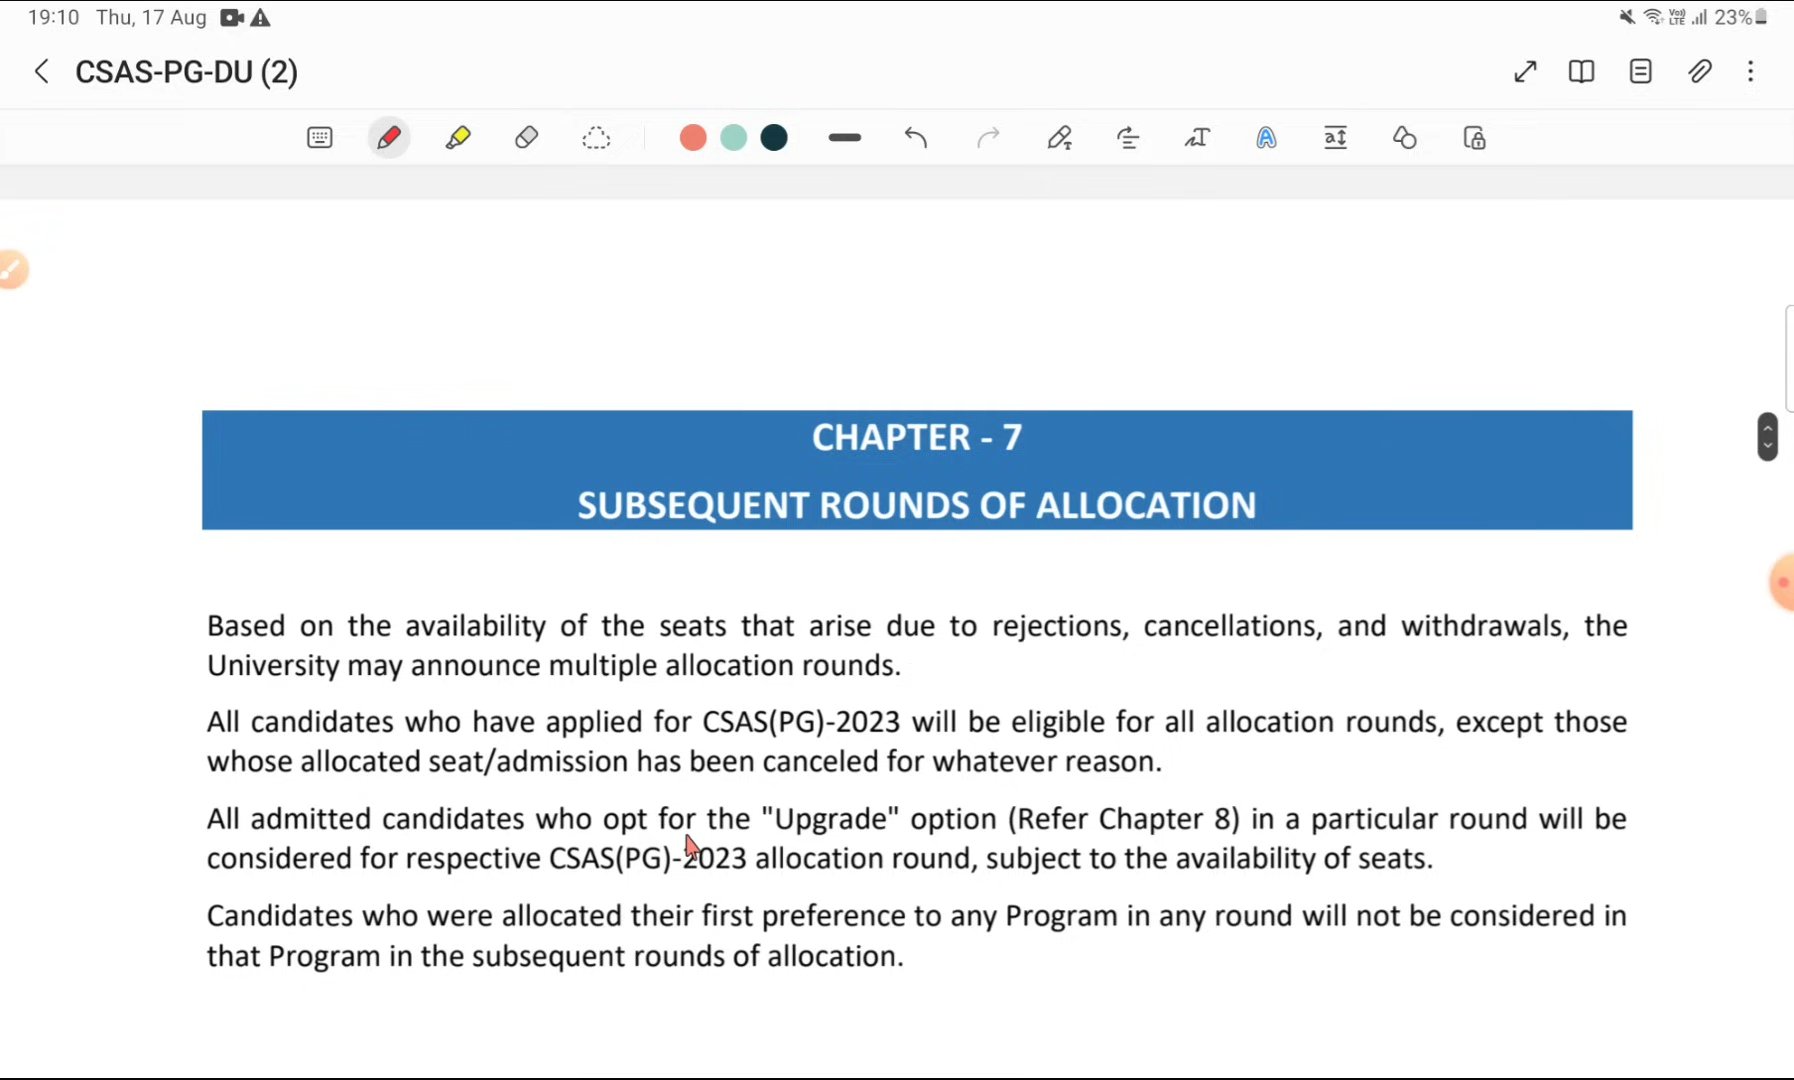 19:10 Thu, 17 Aug
23%
CSAS-PG-DU (2)
CHAPTER - 7
SUBSEQUENT ROUNDS OF ALLOCATION
Based on the availability of the seats that arise due to rejections, cancellations, and withdrawals, the
University may announce multiple allocation rounds.
All candidates who have applied for CSAS(PG)-2023 will be eligible for all allocation rounds, except those
whose allocated seat/admission has been canceled for whatever reason.
All admitted candidates who opt for the "Upgrade" option (Refer Chapter 8) in a particular round will be
considered for respective CSAS(PG)-2023 allocation round, subject to the availability of seats.
Candidates who were allocated their first preference to any Program in any round will not be considered in
that Program in the subsequent rounds of allocation.